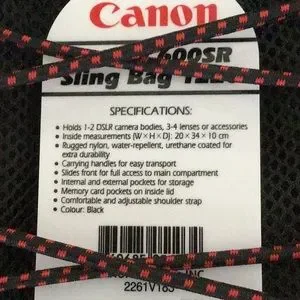 Canon
600SR
Sling Bag
SPECIFICATIONS:
• Holds 1-2 DSLR camera bodies, 3-4 lenses or accessories
• Inside measurements (W×H×D): 20 × 34 × 10 cm
• Rugged nylon, water-repellent, urethane coated for
extra durability
• Carrying handles for easy transport
• Slides front for full access to main compartment
• Internal and external pockets for storage
• Memory card pockets on inside lid
• Comfortable and adjustable shoulder strap
• Colour: Black
INC
2261V183